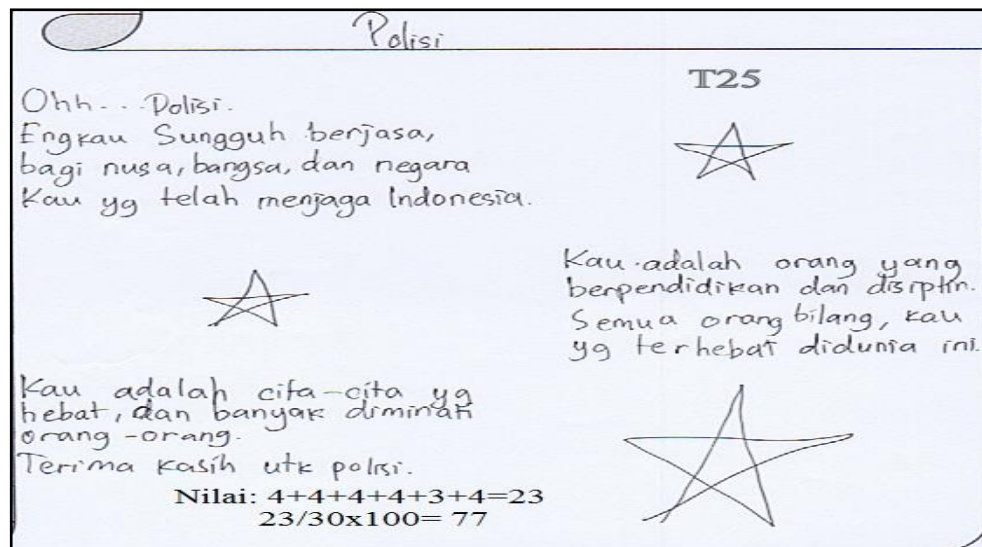 Polisi
T25
Ohh... Polisi.
Engkau Sungguh berjasa,
bagi nusa, bangsa, dan negara
Kau yg telah menjaga Indonesia.
Kau adalah orang yang
berpendidikan dan disiplin.
Semua orang bilang, kau
yg terhebat didunia ini.
Kau adalah cita-cita yg
hebat, dan banyak diminati
orang-orang.
Terima kasih utk polisi.
Nilai: 4+4+4+4+3+4=23
23/30x100= 77